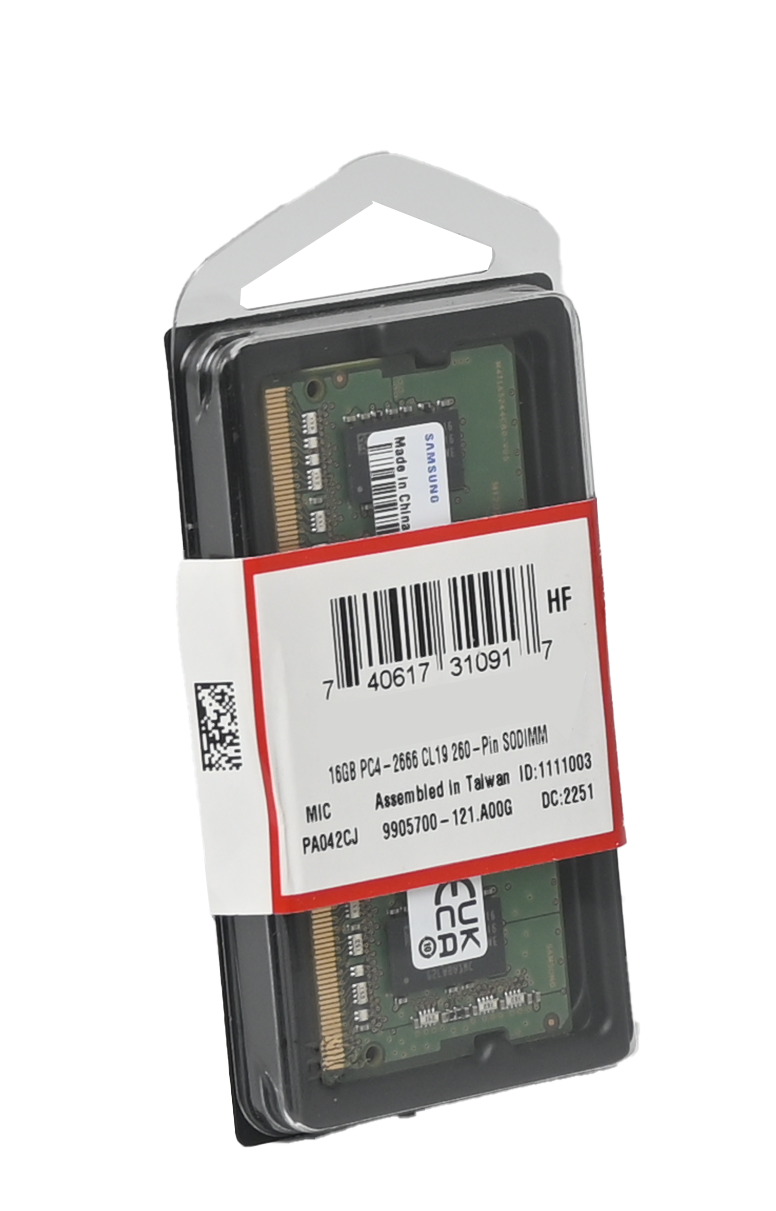 SAMSUNG
Made in China
HF
7 40617 31091 7
16GB PC4-2666 CL19 260-Pin SODIMM
MIC Assembled in Taiwan ID:1111003
PA042CJ 9905700-121.A00G DC:2251
UK
CA
SAMSUNG